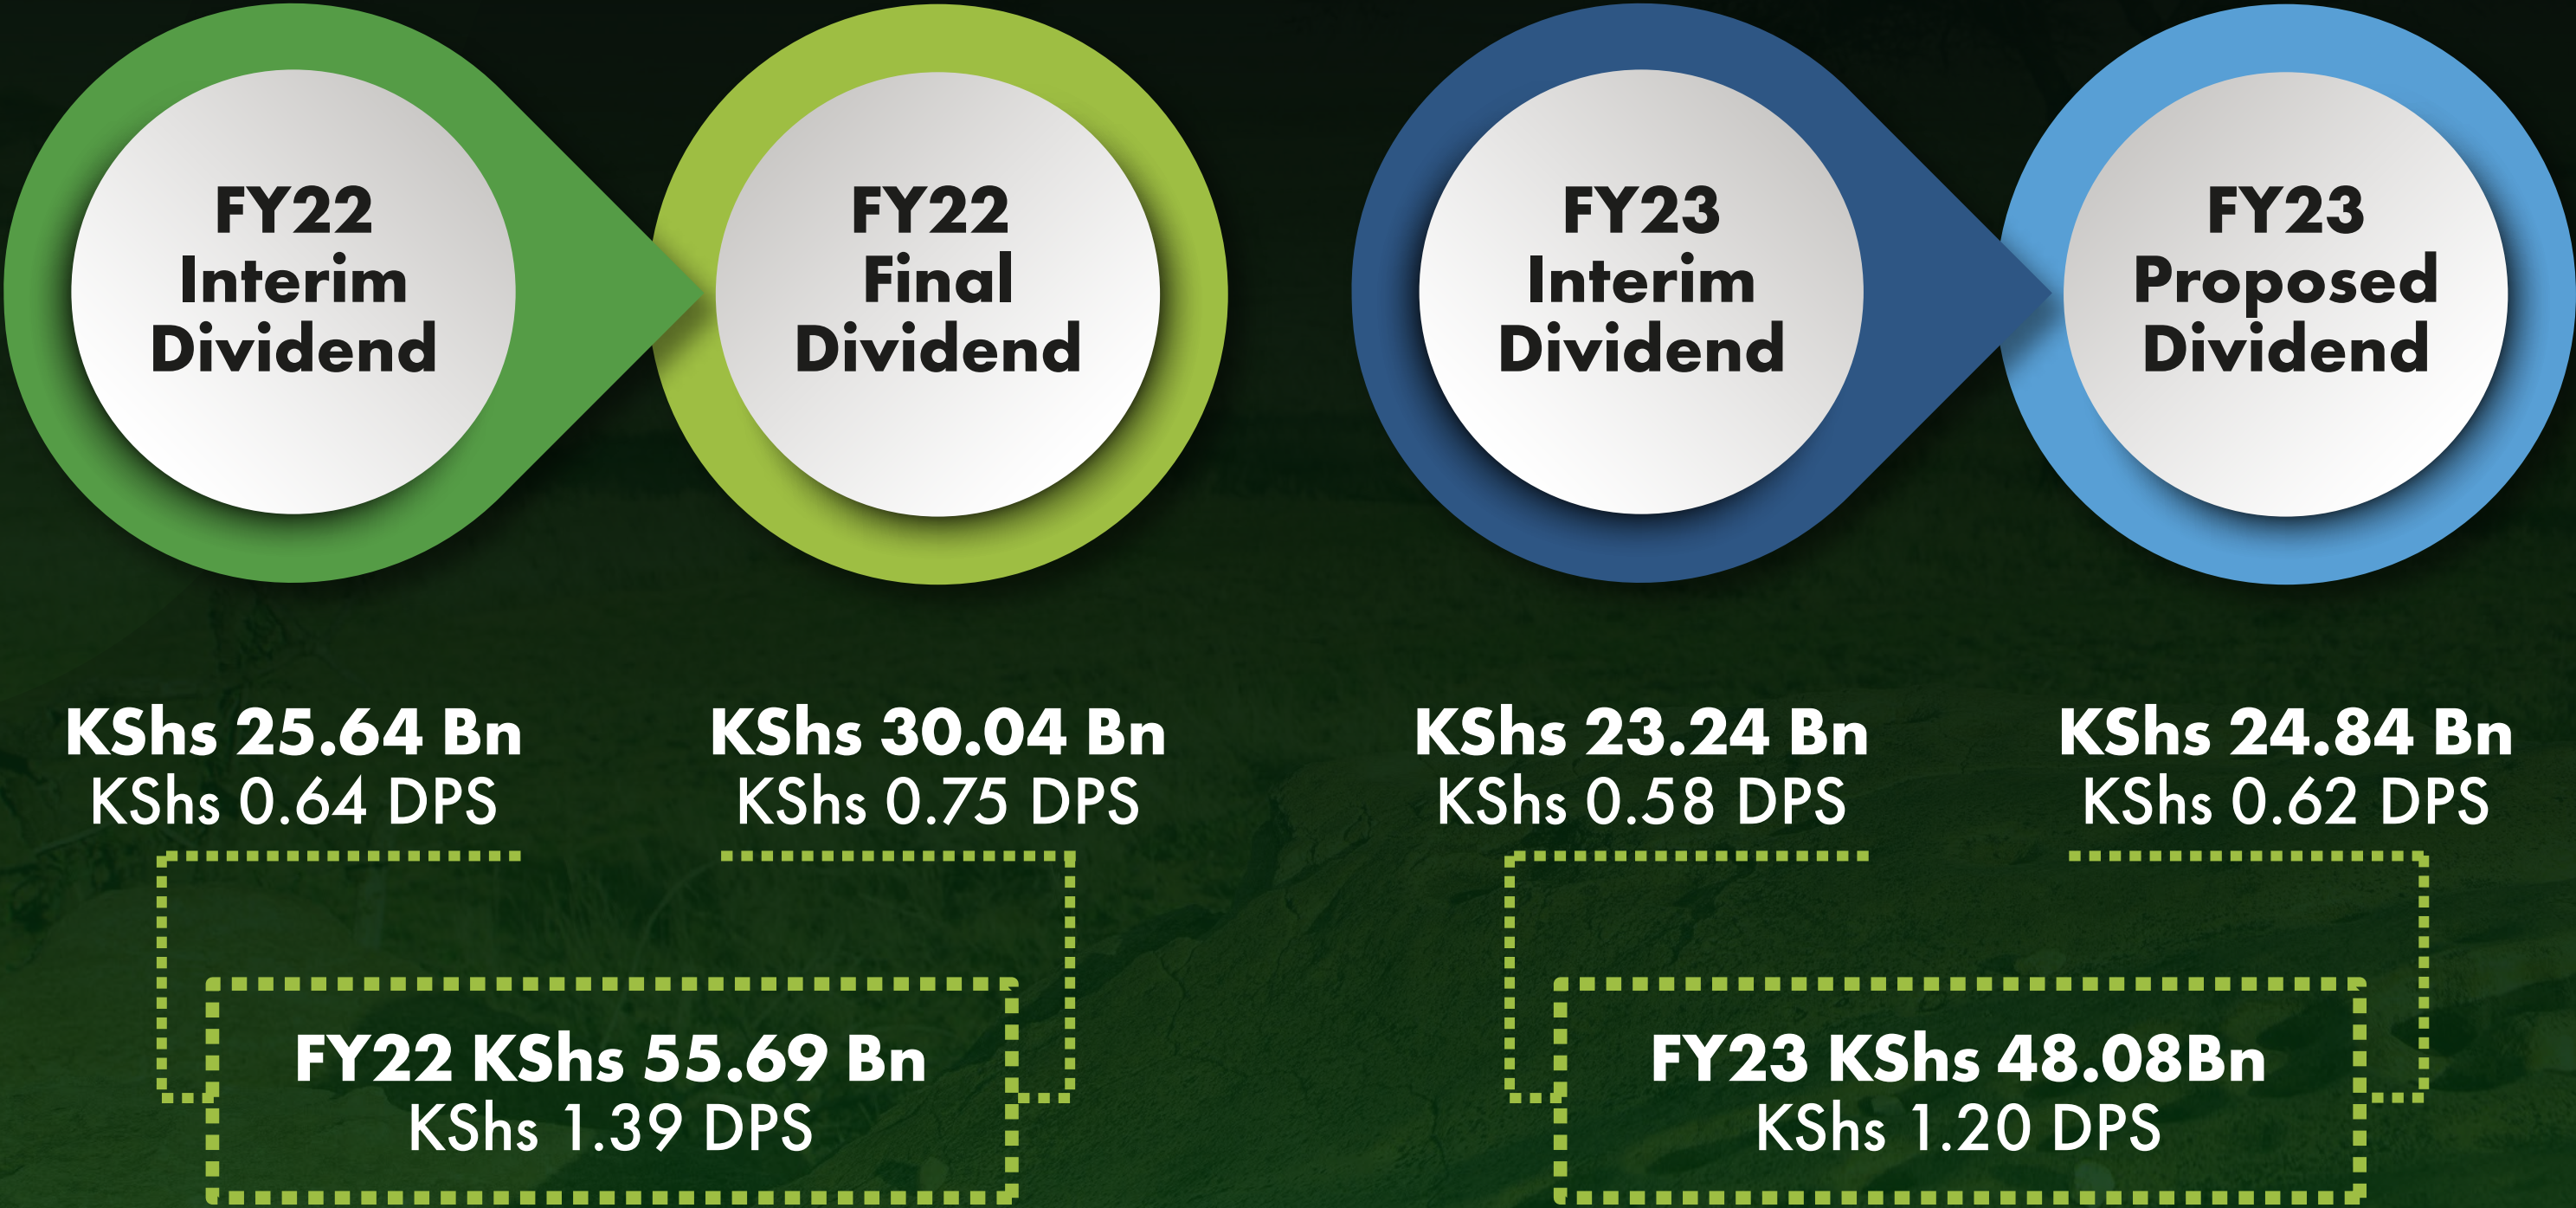 FY22
Interim
Dividend
FY22
Final
Dividend
FY23
Interim
Dividend
FY23
Proposed
Dividend
KShs 25.64 Bn
KShs 0.64 DPS
KShs 30.04 Bn
KShs 0.75 DPS
KShs 23.24 Bn
KShs 0.58 DPS
KShs 24.84 Bn
KShs 0.62 DPS
FY22 KShs 55.69 Bn
KShs 1.39 DPS
FY23 KShs 48.08Bn
KShs 1.20 DPS